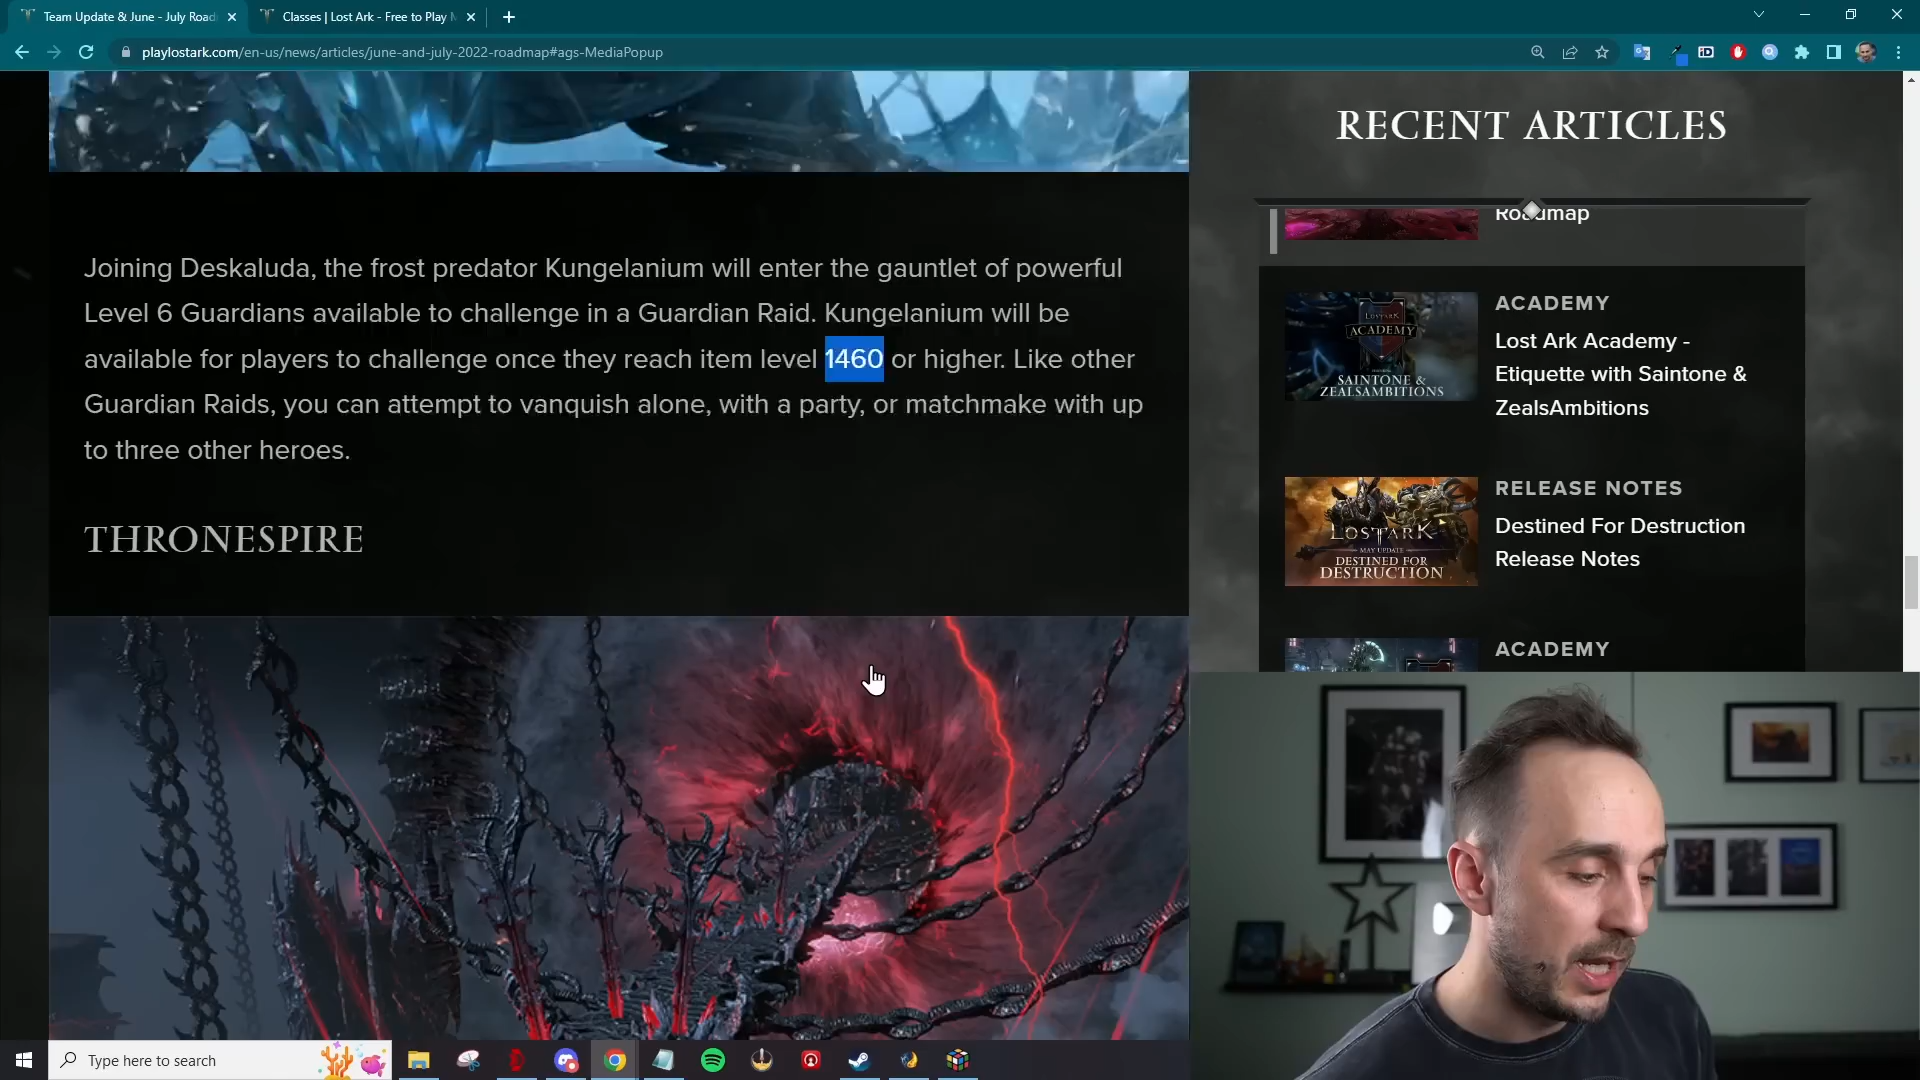 Team Update & June - July Road
Classes | Lost Ark - Free to Play M
playlostark.com/en-us/news/articles/june-and-july-2022-roadmap#ags-MediaPopup
Joining Deskaluda, the frost predator Kungelanium will enter the gauntlet of powerful
Level 6 Guardians available to challenge in a Guardian Raid. Kungelanium will be
available for players to challenge once they reach item level 1460 or higher. Like other
Guardian Raids, you can attempt to vanquish alone, with a party, or matchmake with up
to three other heroes.
THRONESPIRE
RECENT ARTICLES
Roadmap
LOST ARK
ACADEMY
SAINTONE &
ZEALSAMBITIONS
ACADEMY
Lost Ark Academy -
Etiquette with Saintone &
ZealsAmbitions
LOST ARK
MAY UPDATE
DESTINED FOR
DESTRUCTION
RELEASE NOTES
Destined For Destruction
Release Notes
ACADEMY
Type here to search